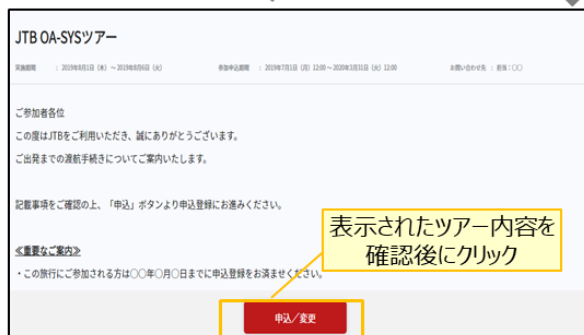 JTB OA-SYSツアー
実施期間 : 2019年8月1日 (木) ～2019年8月6日 (火) 参加申込期間 : 2019年7月1日 (月) 12:00～2020年3月31日 (火) 12:00 お問い合わせ先 : 担当：〇〇
ご参加者各位
この度はJTBをご利用いただき、誠にありがとうございます。
ご出発までの渡航手続きについてご案内いたします。
記載事項をご確認の上、「申込」ボタンより申込登録にお進みください。
表示されたツアー内容を
確認後にクリック
≪重要なご案内≫
・この旅行にご参加される方は〇〇年〇月〇日までに申込登録をお済ませください。
申込／変更